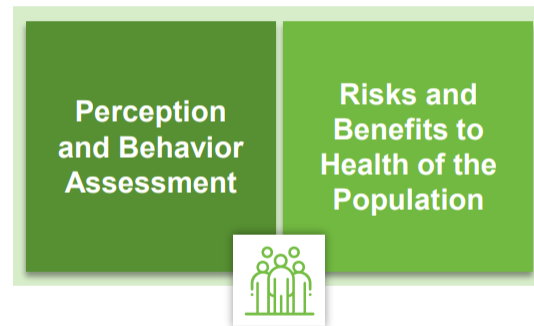 Perception
and Behavior
Assessment
Risks and
Benefits to
Health of the
Population